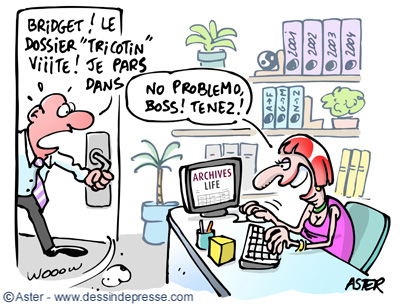 BRIDGET! LE
DOSSIER "TRICOTIN"
VIIITE! JE PARS
DANS
NO PROBLEMO,
BOSS! TENEZ!
2001
2002
2003
2004
A→F
G→M
N→Z
ARCHIVES
LIFE
WOOOW
ASTER
©Aster - www.dessindepresse.com